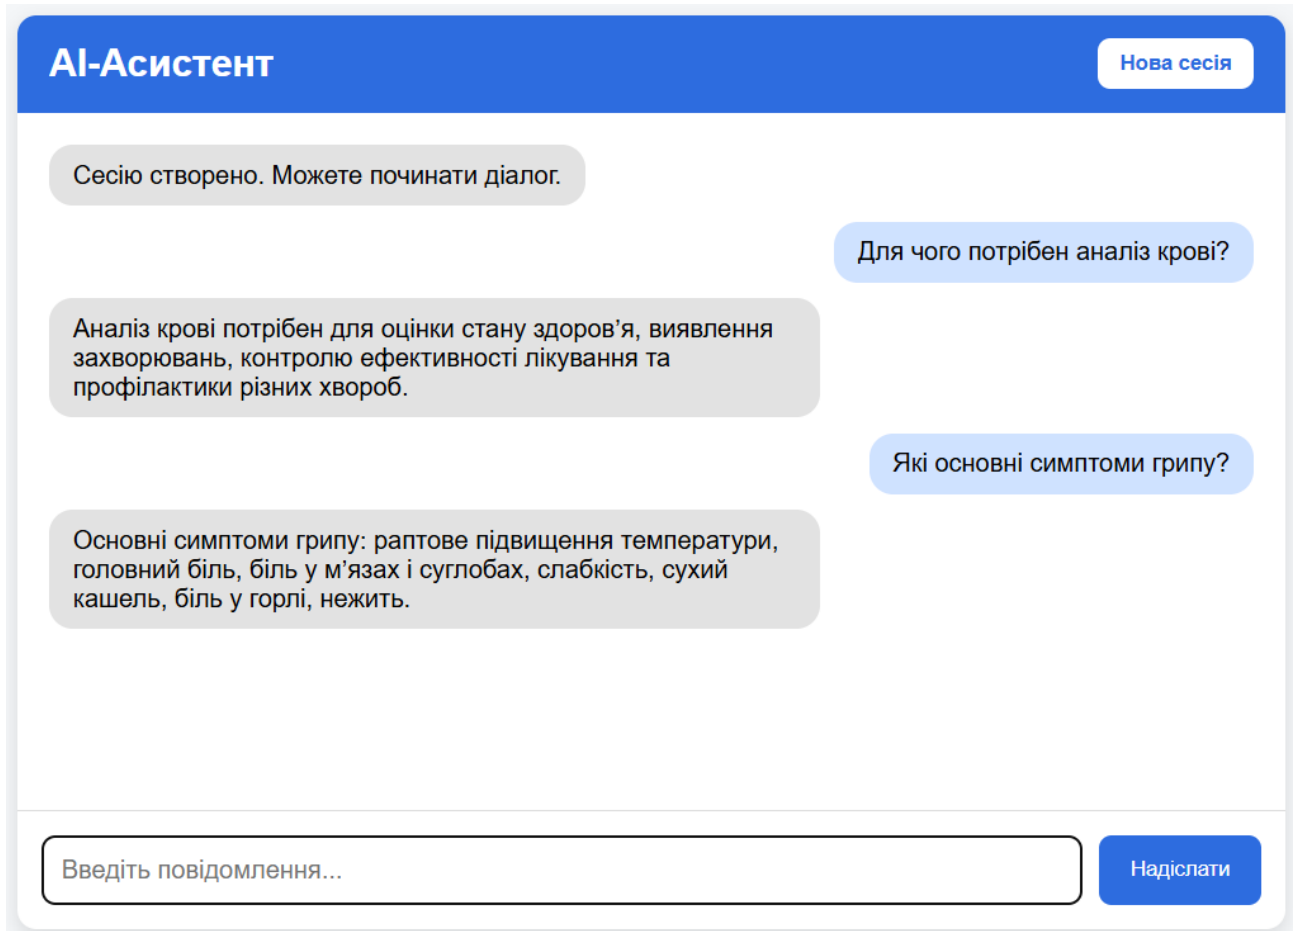 AI-Асистент
Нова сесія
Сесію створено. Можете починати діалог.
Для чого потрібен аналіз крові?
Аналіз крові потрібен для оцінки стану здоров’я, виявлення
захворювань, контролю ефективності лікування та
профілактики різних хвороб.
Які основні симптоми грипу?
Основні симптоми грипу: раптове підвищення температури,
головний біль, біль у м’язах і суглобах, слабкість, сухий
кашель, біль у горлі, нежить.
Введіть повідомлення...
Надіслати